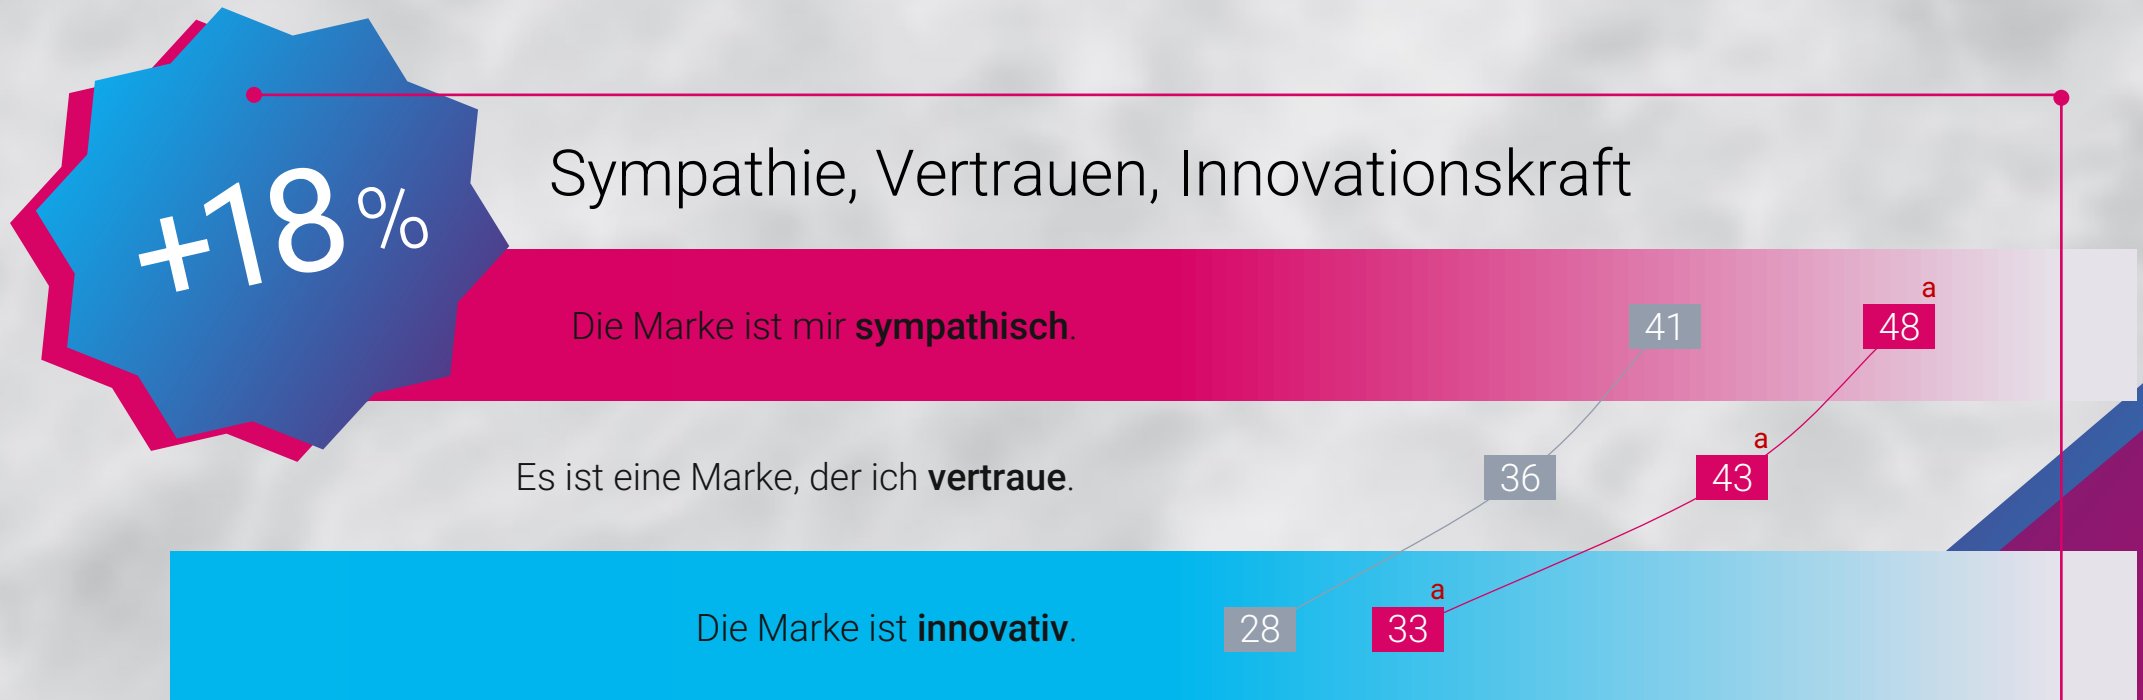 +18 %
Sympathie, Vertrauen, Innovationskraft
a
Die Marke ist mir sympathisch. 41 48
a
Es ist eine Marke, der ich vertraue. 36 43
a
Die Marke ist innovativ. 28 33